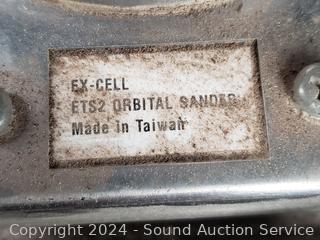 EX-CELL
ETS2 ORBITAL SANDER
Made in Taiwan
Copyright 2024 - Sound Auction Service